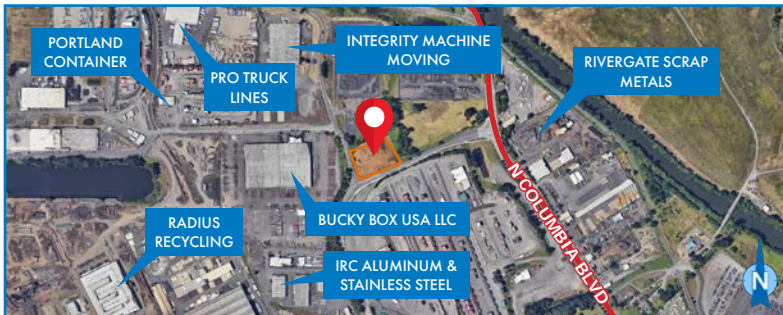 PORTLAND
CONTAINER
PRO TRUCK
LINES
INTEGRITY MACHINE
MOVING
RIVERGATE SCRAP
METALS
BUCKY BOX USA LLC
RADIUS
RECYCLING
IRC ALUMINUM &
STAINLESS STEEL
N COLUMBIA BLVD
N